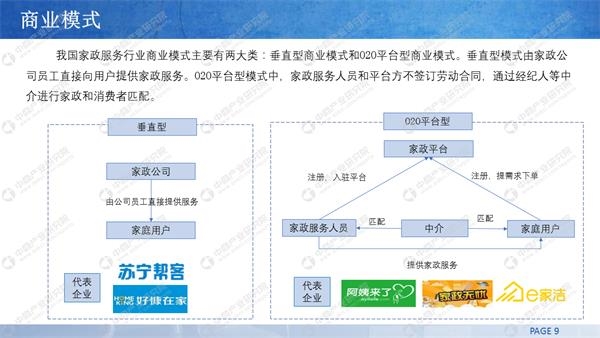 商业模式
我国家政服务行业商业模式主要有两大类：垂直型商业模式和O2O平台型商业模式。垂直型模式由家政公
司员工直接向用户提供家政服务。O2O平台型模式中，家政服务人员和平台方不签订劳动合同，通过经纪人等中
介进行家政和消费者匹配。
垂直型
家政公司
由公司员工直接提供服务
家庭用户
代表
企业
苏宁帮客
好慷在家
O2O平台型
家政平台
注册、入驻平台
注册、提需求下单
家政服务人员
匹配
中介
匹配
家庭用户
提供家政服务
代表
企业
阿姨来了
家政无忧
e家洁
PAGE 9